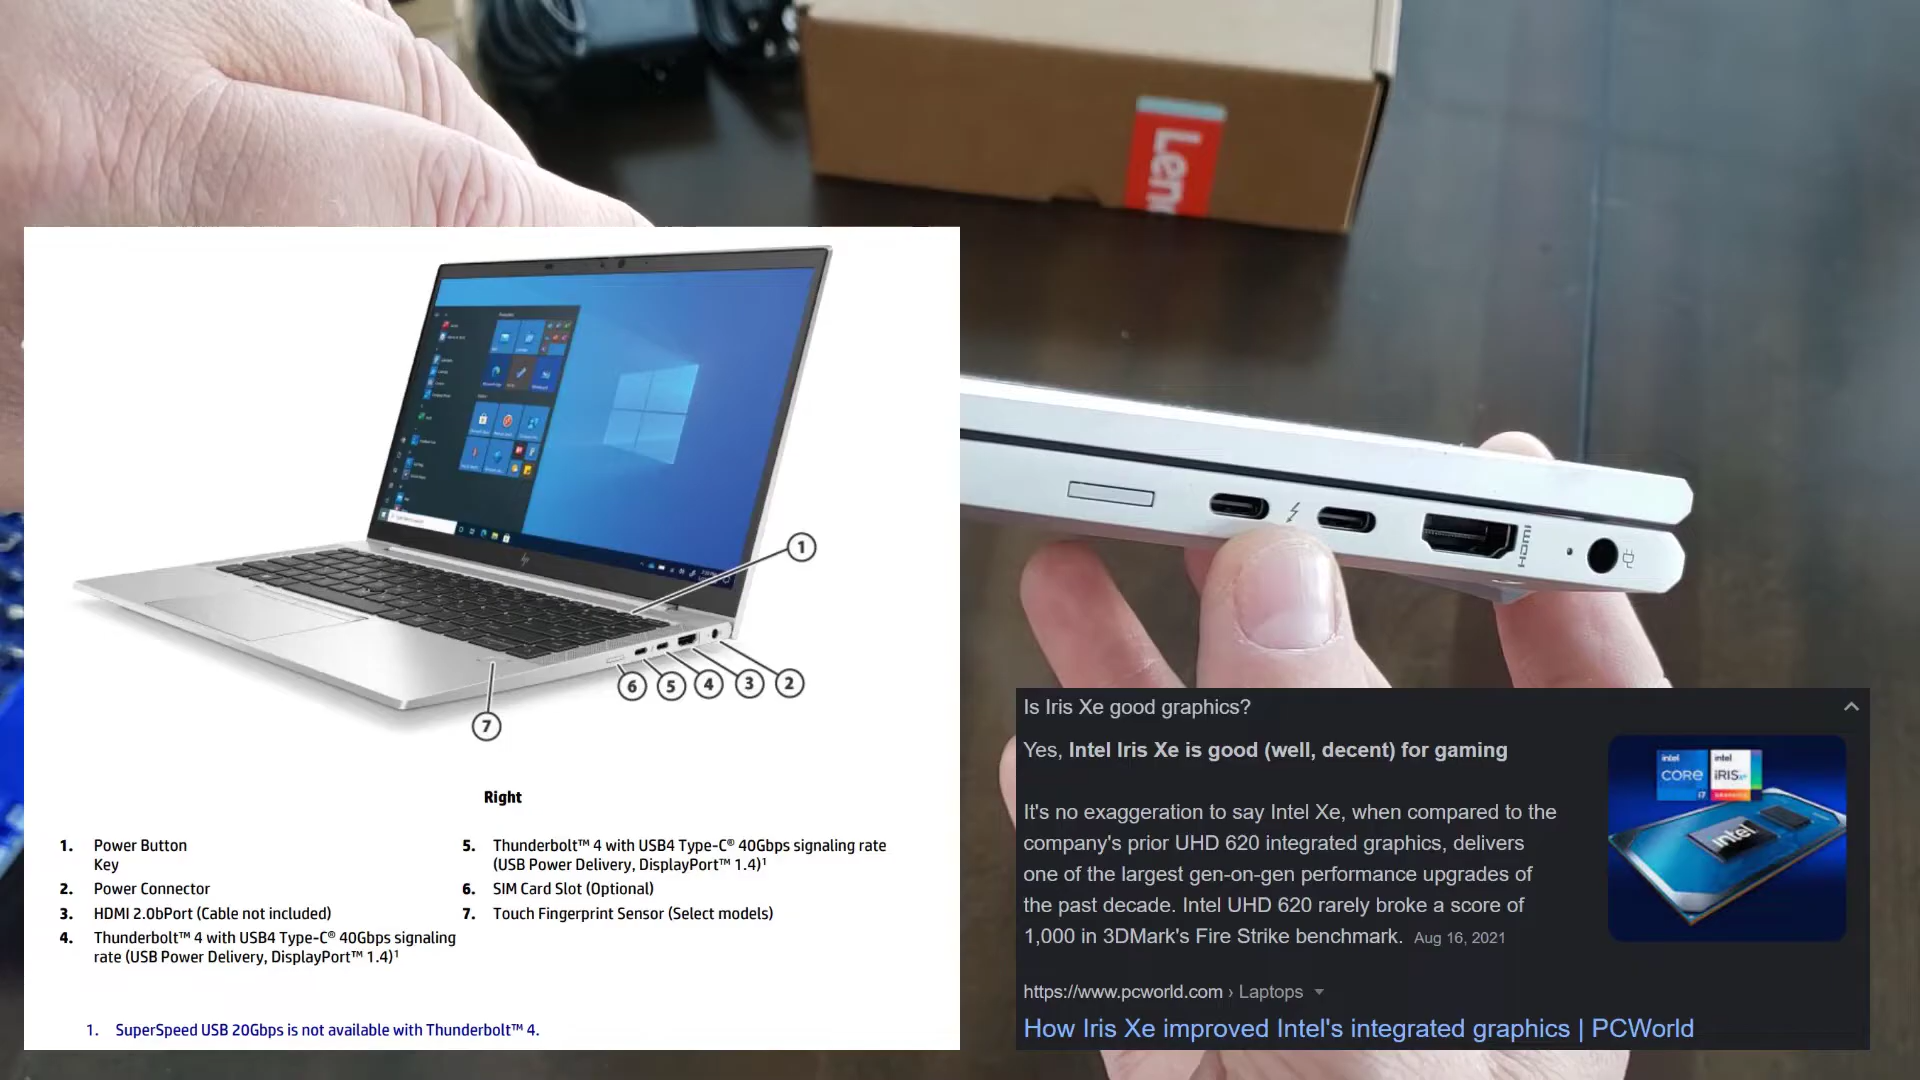 Leno
1
2
3
4
5
6
7
Right
1. Power Button
Key
2. Power Connector
3. HDMI 2.0bPort (Cable not included)
4. Thunderbolt™ 4 with USB4 Type-C® 40Gbps signaling
rate (USB Power Delivery, DisplayPort™ 1.4)¹
5. Thunderbolt™ 4 with USB4 Type-C® 40Gbps signaling rate
(USB Power Delivery, DisplayPort™ 1.4)¹
6. SIM Card Slot (Optional)
7. Touch Fingerprint Sensor (Select models)
1. SuperSpeed USB 20Gbps is not available with Thunderbolt™ 4.
HDMI
Is Iris Xe good graphics?
Yes, Intel Iris Xe is good (well, decent) for gaming
It's no exaggeration to say Intel Xe, when compared to the
company's prior UHD 620 integrated graphics, delivers
one of the largest gen-on-gen performance upgrades of
the past decade. Intel UHD 620 rarely broke a score of
1,000 in 3DMark's Fire Strike benchmark. Aug 16, 2021
intel
CORE
i7
intel
iRIS xe
GRAPHICS
intel
https://www.pcworld.com › Laptops
How Iris Xe improved Intel's integrated graphics | PCWorld